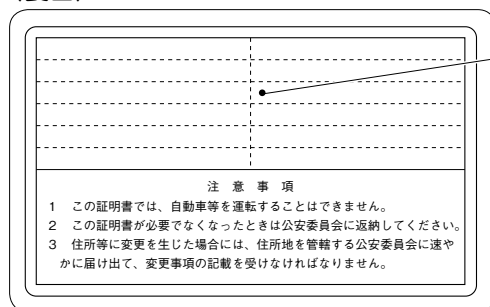 注意事項
1 この証明書では、自動車等を運転することはできません。
2 この証明書が必要でなくなったときは公安委員会に返納してください。
3 住所等に変更を生じた場合には、住所地を管轄する公安委員会に速や
かに届け出て、変更事項の記載を受けなければなりません。